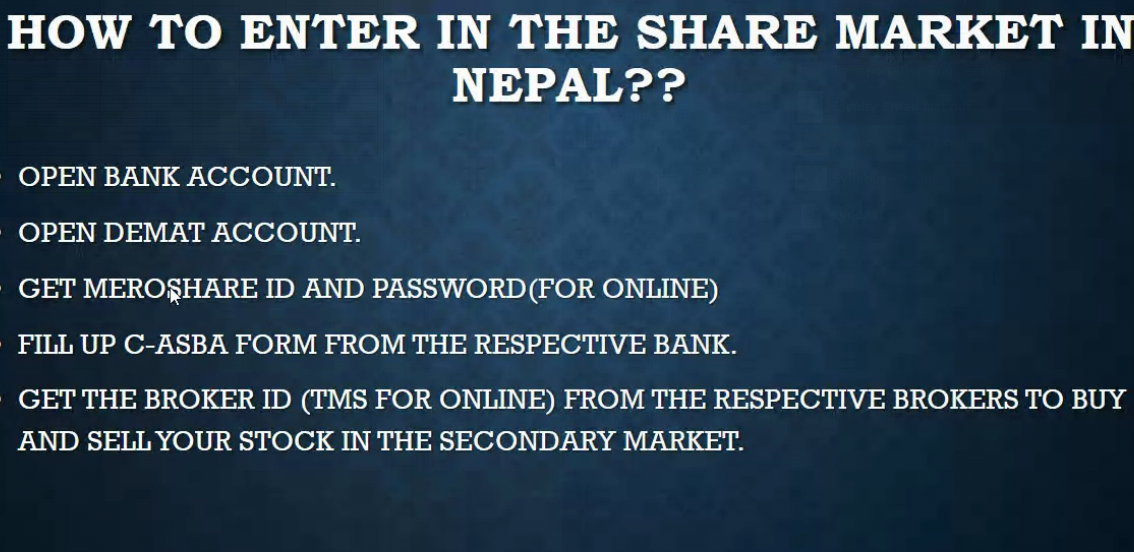 HOW TO ENTER IN THE SHARE MARKET IN
NEPAL??
OPEN BANK ACCOUNT.
OPEN DEMAT ACCOUNT.
GET MEROSHARE ID AND PASSWORD(FOR ONLINE)
FILL UP C-ASBA FORM FROM THE RESPECTIVE BANK.
GET THE BROKER ID (TMS FOR ONLINE) FROM THE RESPECTIVE BROKERS TO BUY
AND SELL YOUR STOCK IN THE SECONDARY MARKET.